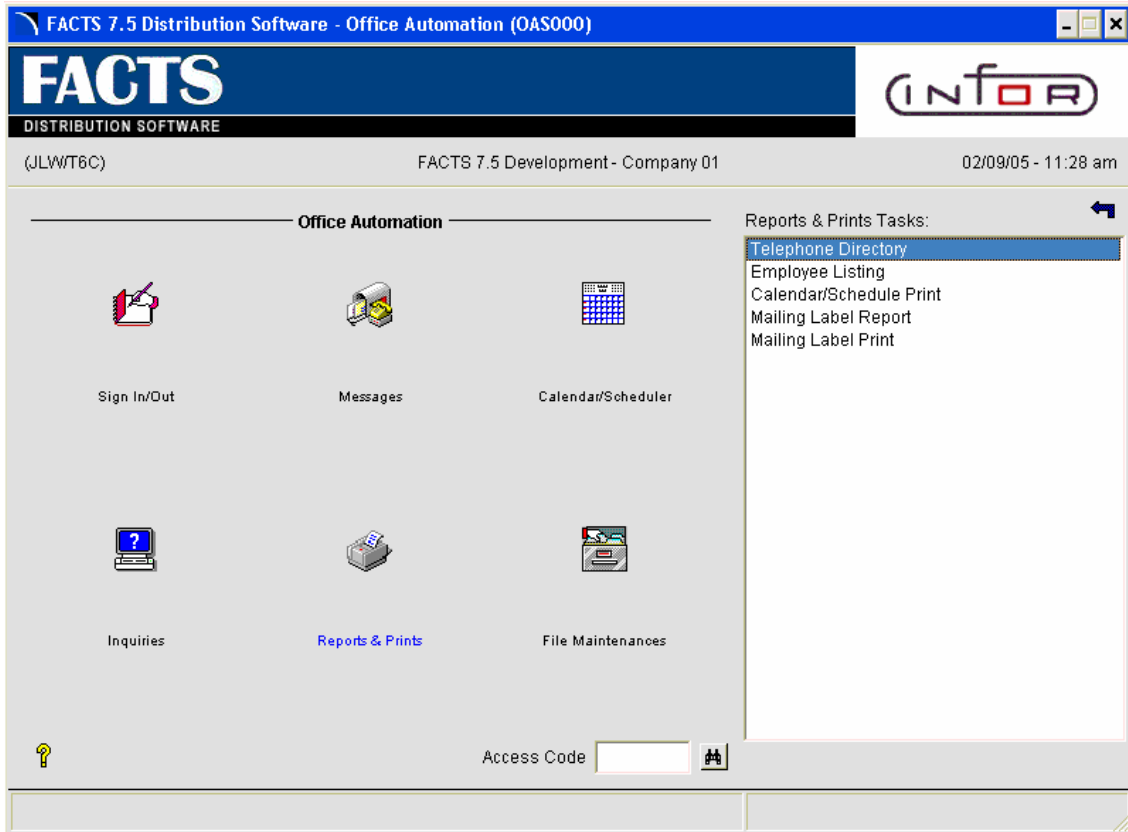 FACTS 7.5 Distribution Software - Office Automation (OAS000)
FACTS
DISTRIBUTION SOFTWARE
INFOR
(JLW/T6C)
FACTS 7.5 Development - Company 01
02/09/05 - 11:28 am
Office Automation
Sign In/Out
Messages
Calendar/Scheduler
Inquiries
Reports & Prints
File Maintenances
Access Code
Reports & Prints Tasks:
Telephone Directory
Employee Listing
Calendar/Schedule Print
Mailing Label Report
Mailing Label Print